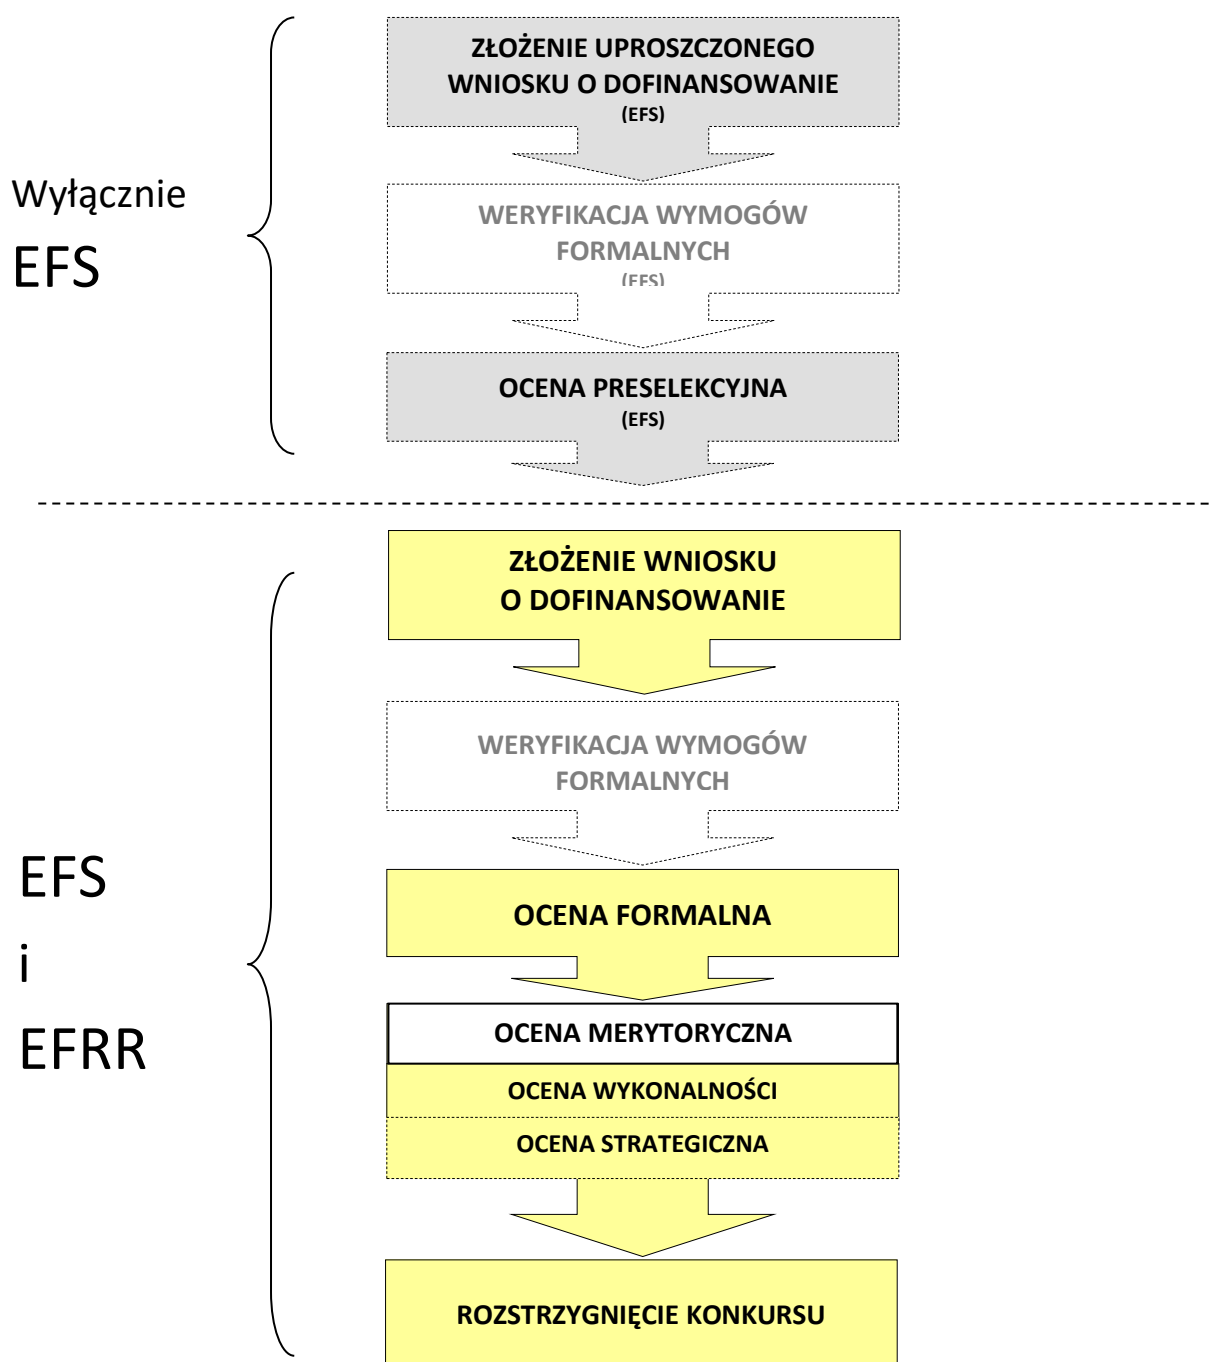 ZŁOŻENIE UPROSZCZONEGO
WNIOSKU O DOFINANSOWANIE
(EFS)
Wyłącznie
EFS
WERYFIKACJA WYMOGÓW
FORMALNYCH
(EFS)
OCENA PRESELEKCYJNA
(EFS)
ZŁOŻENIE WNIOSKU
O DOFINANSOWANIE
WERYFIKACJA WYMOGÓW
FORMALNYCH
EFS
i
EFRR
OCENA FORMALNA
OCENA MERYTORYCZNA
OCENA WYKONALNOŚCI
OCENA STRATEGICZNA
ROZSTRZYGNIĘCIE KONKURSU